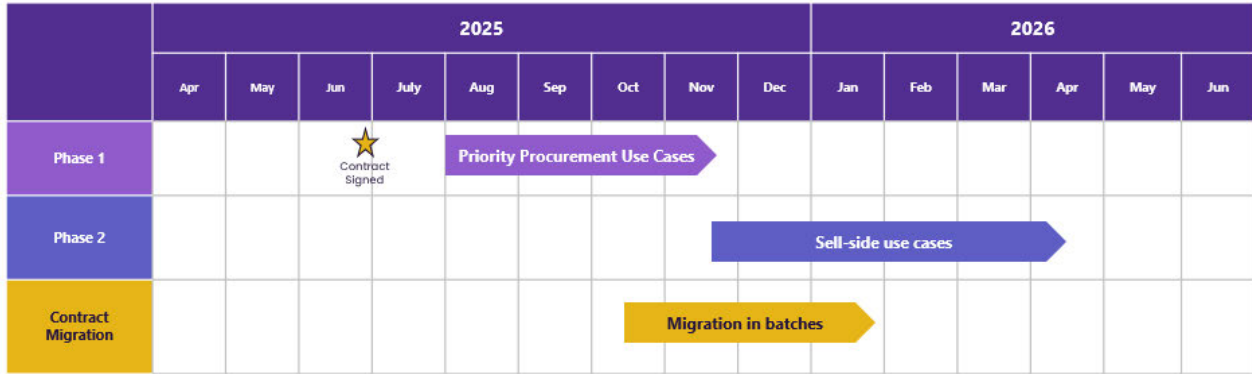 2025
2026
Apr
May
Jun
July
Aug
Sep
Oct
Nov
Dec
Jan
Feb
Mar
Apr
May
Jun
Phase 1
Contract
Signed
Priority Procurement Use Cases
Phase 2
Sell-side use cases
Contract
Migration
Migration in batches